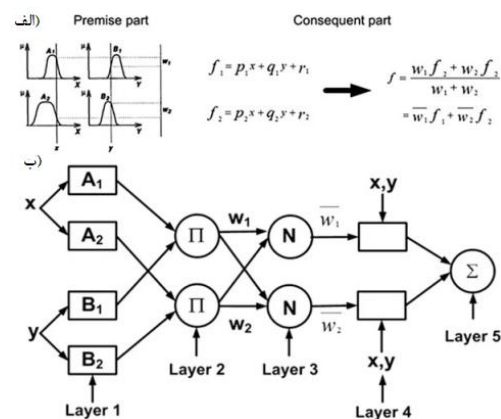 الف)
Premise part
Consequent part
μ A₁ μ B₁ w₁
X Y
μ A₂ μ B₂ w₂
X Y
x y
f₁ = p₁x + q₁y + r₁
f₂ = p₂x + q₂y + r₂
f = (w₁f₂ + w₂f₂) / (w₁ + w₂)
= w̅₁f₁ + w̅₂f₂
ب)
x A₁ A₂
y B₁ B₂
Π w₁ N w̅₁
Π w₂ N w̅₂
x,y
x,y
Σ
Layer 1
Layer 2
Layer 3
Layer 4
Layer 5